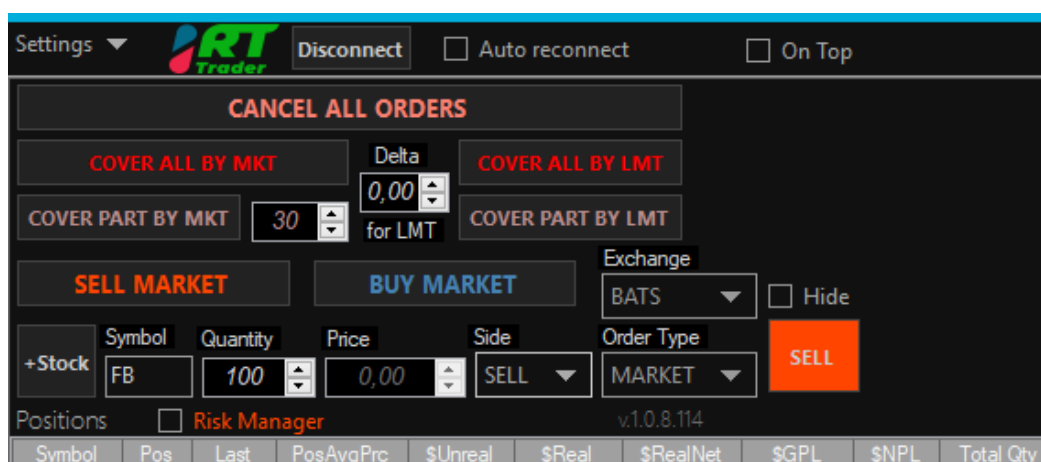 Settings RT Trader Disconnect Auto reconnect On Top
CANCEL ALL ORDERS
COVER ALL BY MKT Delta COVER ALL BY LMT
0,00
COVER PART BY MKT 30 for LMT COVER PART BY LMT
Exchange
SELL MARKET BUY MARKET BATS Hide
Symbol Quantity Price Side Order Type
+Stock FB 100 0,00 SELL MARKET SELL
Positions Risk Manager v.1.0.8.114
Symbol Pos Last PosAvgPrc $Unreal $Real $RealNet $GPL $NPL Total Qty